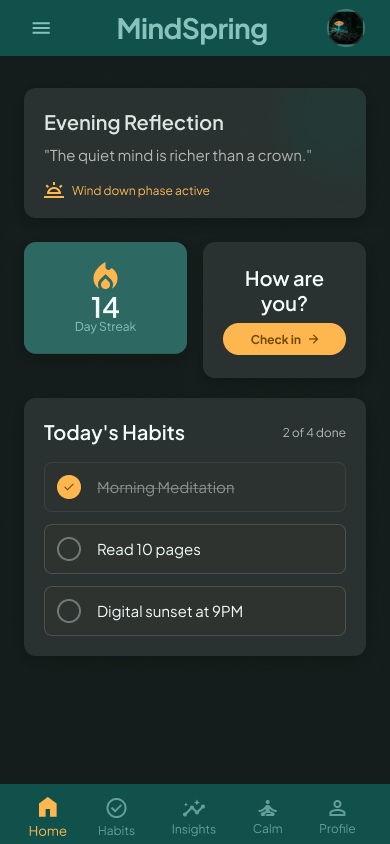 MindSpring
Evening Reflection
"The quiet mind is richer than a crown."
Wind down phase active
14
Day Streak
How are
you?
Check in
Today's Habits
2 of 4 done
Morning Meditation
Read 10 pages
Digital sunset at 9PM
Home
Habits
Insights
Calm
Profile